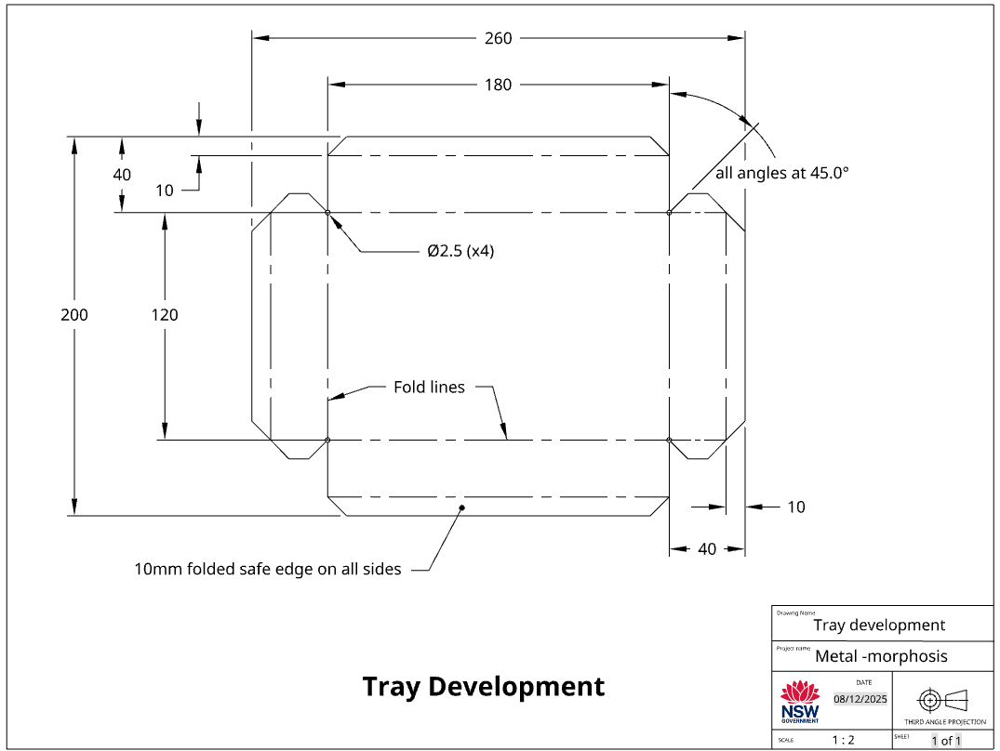 260
180
40
10
all angles at 45.0°
Ø2.5 (x4)
200
120
Fold lines
10
40
10mm folded safe edge on all sides
Tray Development
Drawing Name
Tray development
Project name
Metal -morphosis
NSW
GOVERNMENT
DATE
08/12/2025
THIRD ANGLE PROJECTION
SCALE
1 : 2
SHEET
1 of 1